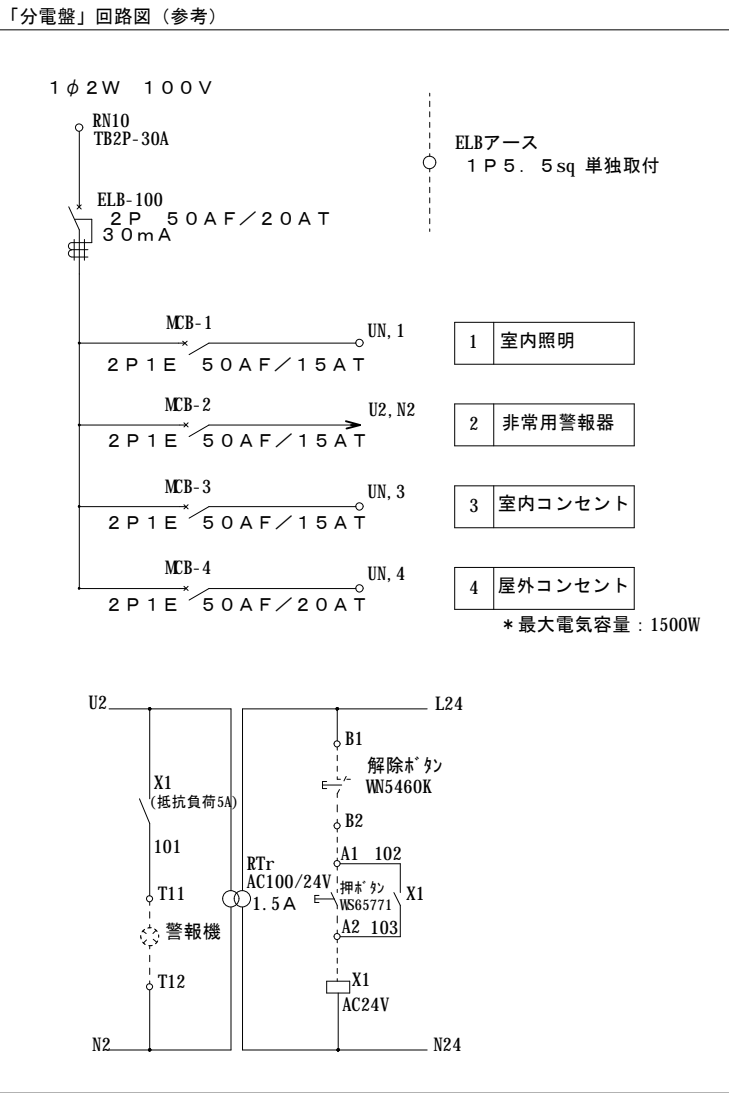 「分電盤」回路図（参考）
１φ２Ｗ　１００Ｖ
RN10
TB2P-30A
ELBアース
１Ｐ５．５sq 単独取付
ELB-100
２Ｐ　５０ＡＦ／２０ＡＴ
３０ｍＡ
MCB-1
UN,1
２Ｐ１Ｅ　５０ＡＦ／１５ＡＴ
1 室内照明
MCB-2
U2,N2
２Ｐ１Ｅ　５０ＡＦ／１５ＡＴ
2 非常用警報器
MCB-3
UN,3
２Ｐ１Ｅ　５０ＡＦ／１５ＡＴ
3 室内コンセント
MCB-4
UN,4
２Ｐ１Ｅ　５０ＡＦ／２０ＡＴ
4 屋外コンセント
＊最大電気容量：1500W
U2
L24
B1
解除ﾎﾞﾀﾝ
WN5460K
X1
(抵抗負荷5A)
B2
101
A1 102
RTr
AC100/24V
1.5Ａ
押ﾎﾞﾀﾝ
WS65771
X1
T11
警報機
A2 103
T12
X1
AC24V
N2
N24